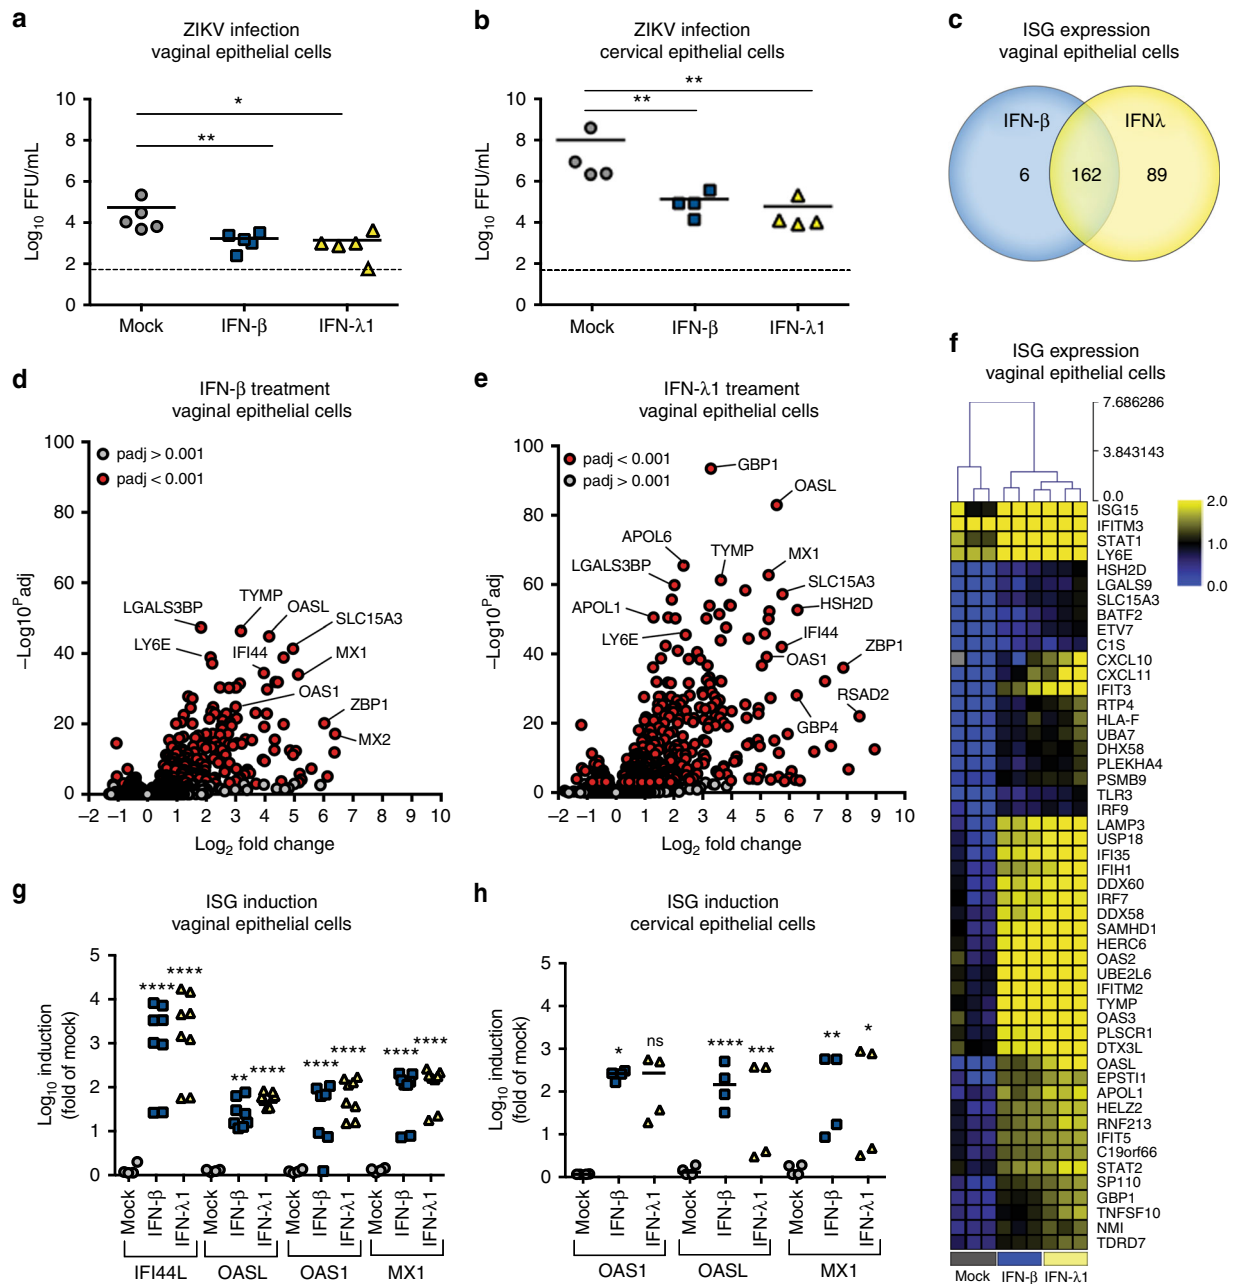 a
ZIKV infection
vaginal epithelial cells
Log10 FFU/mL
10
8
6
4
2
0
*
**
Mock
IFN-β
IFN-λ1
b
ZIKV infection
cervical epithelial cells
Log10 FFU/mL
10
8
6
4
2
0
**
**
Mock
IFN-β
IFN-λ1
c
ISG expression
vaginal epithelial cells
IFN-β
IFNλ
6
162
89
d
IFN-β treatment
vaginal epithelial cells
padj > 0.001
padj < 0.001
–Log10Padj
100
80
60
40
20
0
LGALS3BP
TYMP
OASL
SLC15A3
LY6E
IFI44
MX1
OAS1
ZBP1
MX2
–2 –1 0 1 2 3 4 5 6 7 8 9 10
Log2 fold change
e
IFN-λ1 treament
vaginal epithelial cells
padj < 0.001
padj > 0.001
–Log10Padj
100
80
60
40
20
0
GBP1
OASL
APOL6
TYMP
MX1
LGALS3BP
SLC15A3
APOL1
HSH2D
LY6E
IFI44
OAS1
ZBP1
RSAD2
GBP4
–2 –1 0 1 2 3 4 5 6 7 8 9 10
Log2 fold change
f
ISG expression
vaginal epithelial cells
7.686286
3.843143
0.0
2.0
1.0
0.0
ISG15
IFITM3
STAT1
LY6E
HSH2D
LGALS9
SLC15A3
BATF2
ETV7
C1S
CXCL10
CXCL11
IFIT3
RTP4
HLA-F
UBA7
DHX58
PLEKHA4
PSMB9
TLR3
IRF9
LAMP3
USP18
IFI35
IFIH1
DDX60
IRF7
DDX58
SAMHD1
HERC6
OAS2
UBE2L6
IFITM2
TYMP
OAS3
PLSCR1
DTX3L
OASL
EPSTI1
APOL1
HELZ2
RNF213
IFIT5
C19orf66
STAT2
SP110
GBP1
TNFSF10
NMI
TDRD7
Mock
IFN-β
IFN-λ1
g
ISG induction
vaginal epithelial cells
Log10 induction
(fold of mock)
5
4
3
2
1
0
****
****
**
****
****
****
****
****
Mock
IFN-β
IFN-λ1
Mock
IFN-β
IFN-λ1
Mock
IFN-β
IFN-λ1
Mock
IFN-β
IFN-λ1
IFI44L
OASL
OAS1
MX1
h
ISG induction
cervical epithelial cells
Log10 induction
(fold of mock)
5
4
3
2
1
0
*
ns
****
***
**
*
Mock
IFN-β
IFN-λ1
Mock
IFN-β
IFN-λ1
Mock
IFN-β
IFN-λ1
OAS1
OASL
MX1